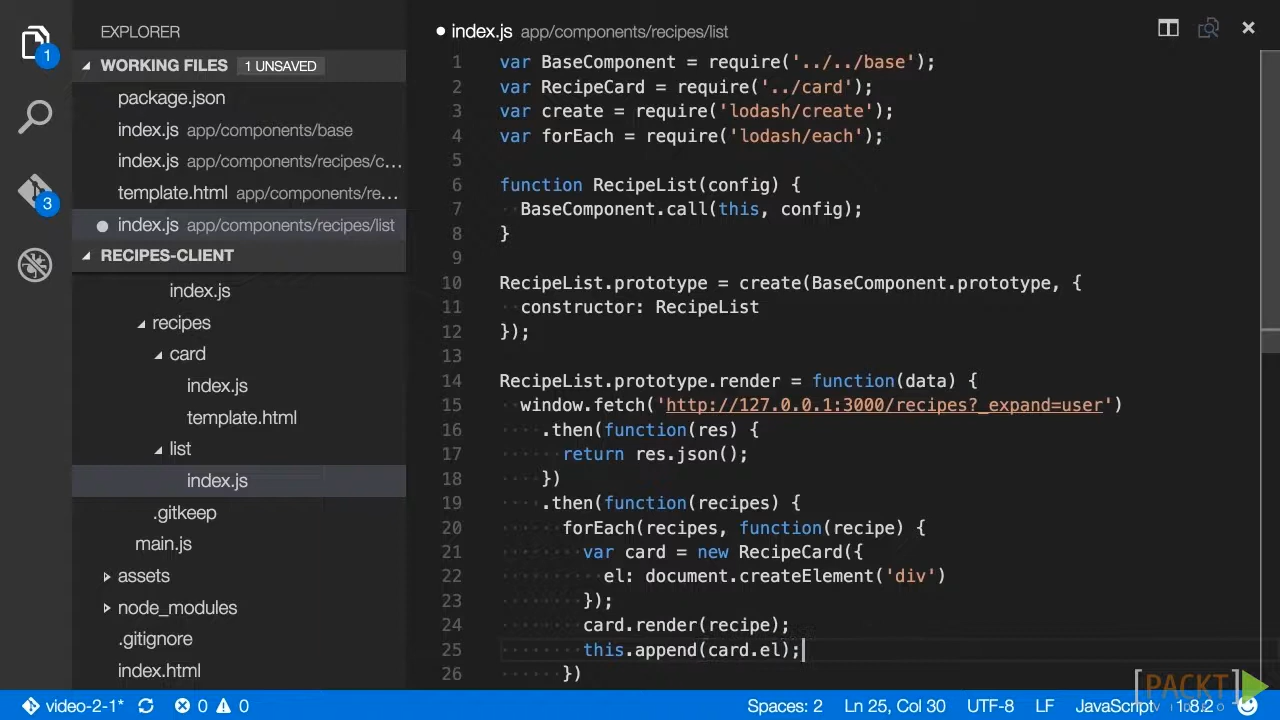 EXPLORER
WORKING FILES 1 UNSAVED
package.json
index.js app/components/base
index.js app/components/recipes/c...
template.html app/components/re...
index.js app/components/recipes/list
RECIPES-CLIENT
index.js
recipes
card
index.js
template.html
list
index.js
.gitkeep
main.js
assets
node_modules
.gitignore
index.html
1
3
index.js app/components/recipes/list
1 var BaseComponent = require('../../base');
2 var RecipeCard = require('../card');
3 var create = require('lodash/create');
4 var forEach = require('lodash/each');
5
6 function RecipeList(config) {
7 BaseComponent.call(this, config);
8 }
9
10 RecipeList.prototype = create(BaseComponent.prototype, {
11 constructor: RecipeList
12 });
13
14 RecipeList.prototype.render = function(data) {
15 window.fetch('http://127.0.0.1:3000/recipes?_expand=user')
16 .then(function(res) {
17 return res.json();
18 })
19 .then(function(recipes) {
20 forEach(recipes, function(recipe) {
21 var card = new RecipeCard({
22 el: document.createElement('div')
23 });
24 card.render(recipe);
25 this.append(card.el);
26 })
[PACKT]
VIDEO
video-2-1* 0 0 Spaces: 2 Ln 25, Col 30 UTF-8 LF JavaScript 1.8.2